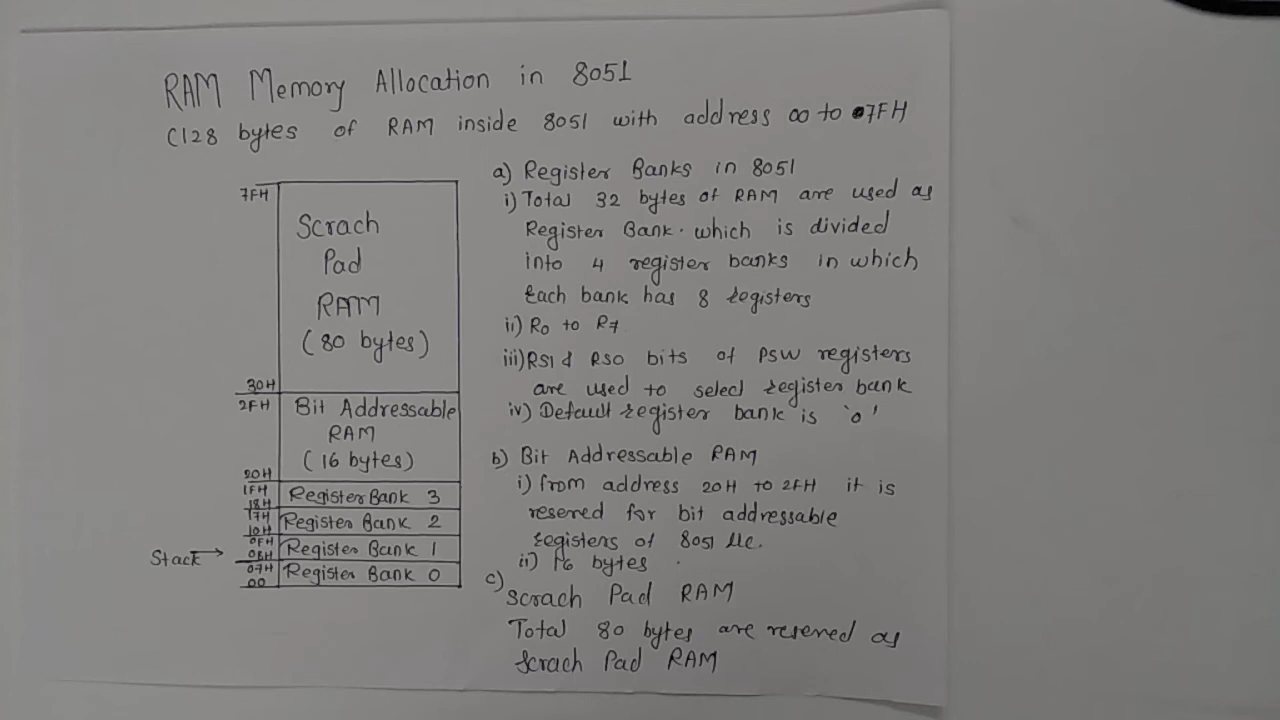 RAM Memory Allocation in 8051
(128 bytes of RAM inside 8051 with address 00 to 07FH
7FH
Scrach
Pad
RAM
(80 bytes)
30H
2FH
Bit Addressable
RAM
(16 bytes)
20H
1FH
Register Bank 3
18H
17H
Register Bank 2
10H
0FH
Register Bank 1
08H
Stack
07H
Register Bank 0
00
a) Register Banks in 8051
i) Total 32 bytes of RAM are used as
Register Bank. which is divided
into 4 register banks in which
Each bank has 8 registers
ii) R0 to R7
iii) RS1 & RS0 bits of PSW registers
are used to select register bank
iv) Default register bank is '0'
b) Bit Addressable RAM
i) from address 20H to 2FH it is
reserved for bit addressable
registers of 8051 μc.
ii) 16 bytes
c)
Scrach Pad RAM
Total 80 bytes are reserved as
Scrach Pad RAM